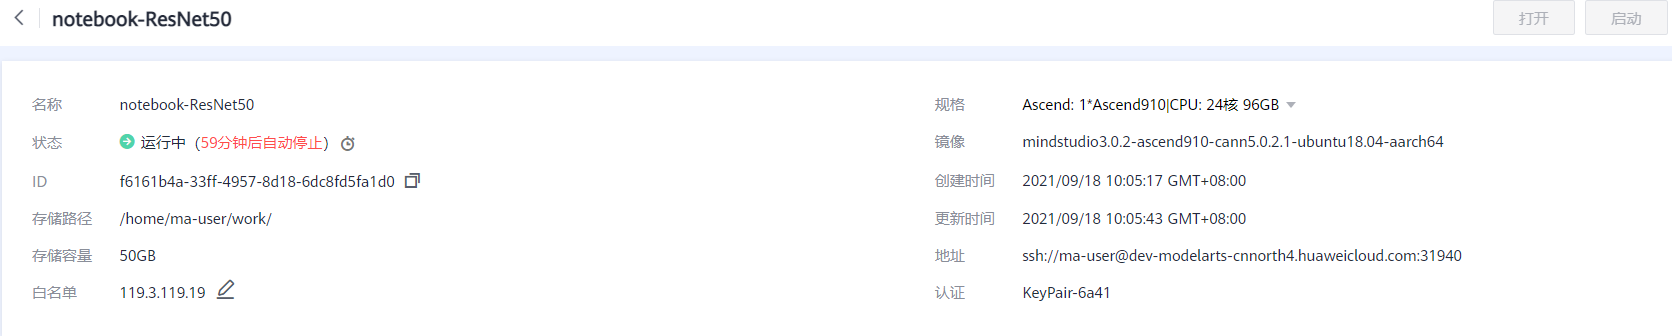 notebook-ResNet50
打开
启动
名称 notebook-ResNet50
规格 Ascend: 1*Ascend910|CPU: 24核 96GB
状态 运行中 (59分钟后自动停止)
镜像 mindstudio3.0.2-ascend910-cann5.0.2.1-ubuntu18.04-aarch64
ID f6161b4a-33ff-4957-8d18-6dc8fd5fa1d0
创建时间 2021/09/18 10:05:17 GMT+08:00
存储路径 /home/ma-user/work/
更新时间 2021/09/18 10:05:43 GMT+08:00
存储容量 50GB
地址 ssh://ma-user@dev-modelarts-cnnorth4.huaweicloud.com:31940
白名单 119.3.119.19
认证 KeyPair-6a41